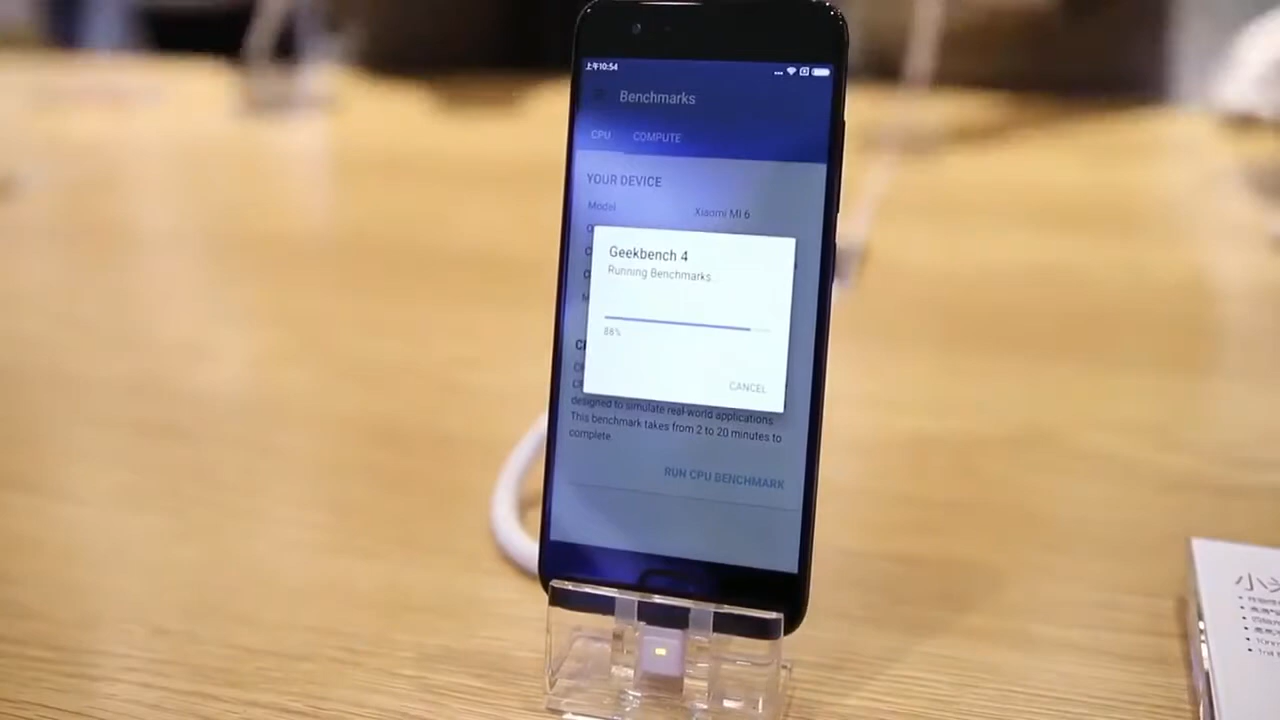 上午10:54
Benchmarks
CPU COMPUTE
YOUR DEVICE
Model Xiaomi MI 6
Geekbench 4
Running Benchmarks
88%
CANCEL
designed to simulate real-world applications
This benchmark takes from 2 to 20 minutes to
complete.
RUN CPU BENCHMARK
小